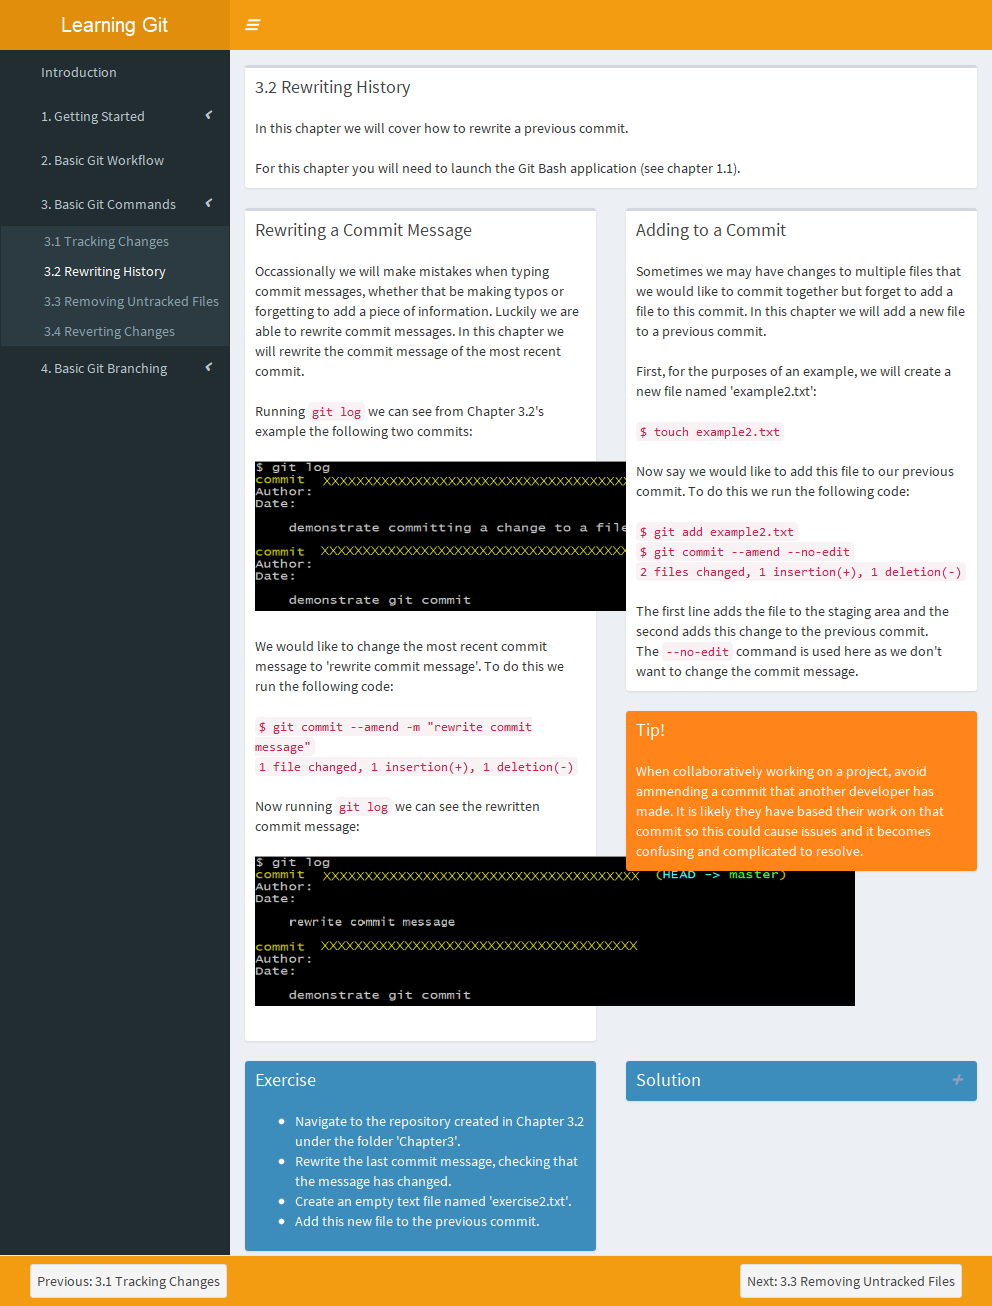 Learning Git
Introduction
1. Getting Started
2. Basic Git Workflow
3. Basic Git Commands
3.1 Tracking Changes
3.2 Rewriting History
3.3 Removing Untracked Files
3.4 Reverting Changes
4. Basic Git Branching
3.2 Rewriting History
In this chapter we will cover how to rewrite a previous commit.
For this chapter you will need to launch the Git Bash application (see chapter 1.1).
Rewriting a Commit Message
Occassionally we will make mistakes when typing
commit messages, whether that be making typos or
forgetting to add a piece of information. Luckily we are
able to rewrite commit messages. In this chapter we
will rewrite the commit message of the most recent
commit.
Running git log we can see from Chapter 3.2's
example the following two commits:
$ git log
commit XXXXXXXXXXXXXXXXXXXXXXXXXXXXXXXXXXXXX
Author:
Date:
demonstrate committing a change to a file
commit XXXXXXXXXXXXXXXXXXXXXXXXXXXXXXXXXXXXX
Author:
Date:
demonstrate git commit
We would like to change the most recent commit
message to 'rewrite commit message'. To do this we
run the following code:
$ git commit --amend -m "rewrite commit
message"
1 file changed, 1 insertion(+), 1 deletion(-)
Now running git log we can see the rewritten
commit message:
$ git log
commit XXXXXXXXXXXXXXXXXXXXXXXXXXXXXXXXXXXXXX (HEAD -> master)
Author:
Date:
rewrite commit message
commit XXXXXXXXXXXXXXXXXXXXXXXXXXXXXXXXXXXXXX
Author:
Date:
demonstrate git commit
Adding to a Commit
Sometimes we may have changes to multiple files that
we would like to commit together but forget to add a
file to this commit. In this chapter we will add a new file
to a previous commit.
First, for the purposes of an example, we will create a
new file named 'example2.txt':
$ touch example2.txt
Now say we would like to add this file to our previous
commit. To do this we run the following code:
$ git add example2.txt
$ git commit --amend --no-edit
2 files changed, 1 insertion(+), 1 deletion(-)
The first line adds the file to the staging area and the
second adds this change to the previous commit.
The --no-edit command is used here as we don't
want to change the commit message.
Tip!
When collaboratively working on a project, avoid
ammending a commit that another developer has
made. It is likely they have based their work on that
commit so this could cause issues and it becomes
confusing and complicated to resolve.
Exercise
• Navigate to the repository created in Chapter 3.2
under the folder 'Chapter3'.
• Rewrite the last commit message, checking that
the message has changed.
• Create an empty text file named 'exercise2.txt'.
• Add this new file to the previous commit.
Solution
Previous: 3.1 Tracking Changes
Next: 3.3 Removing Untracked Files